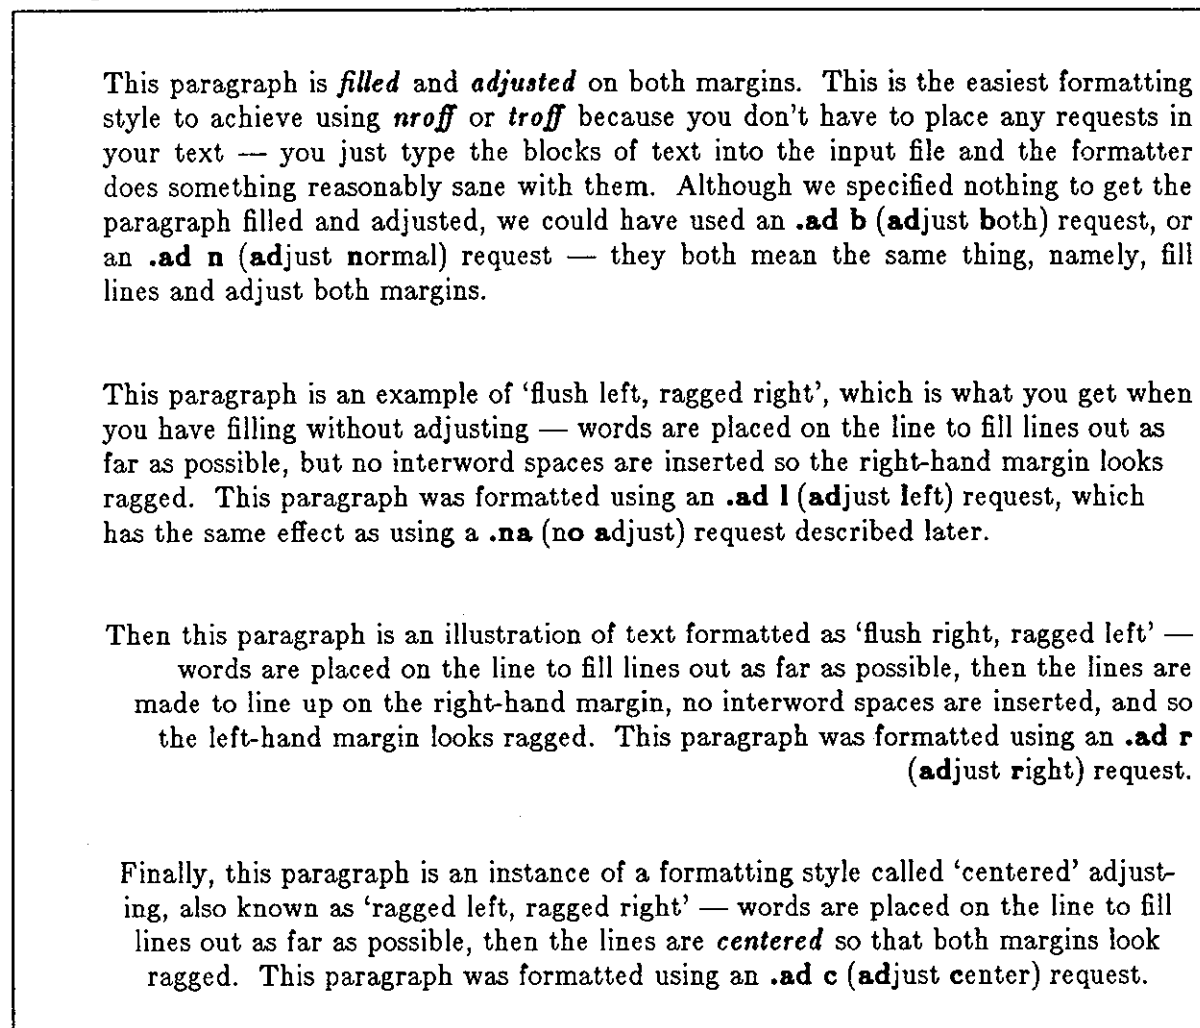 This paragraph is filled and adjusted on both margins. This is the easiest formatting
style to achieve using nroff or troff because you don't have to place any requests in
your text — you just type the blocks of text into the input file and the formatter
does something reasonably sane with them. Although we specified nothing to get the
paragraph filled and adjusted, we could have used an .ad b (adjust both) request, or
an .ad n (adjust normal) request — they both mean the same thing, namely, fill
lines and adjust both margins.
This paragraph is an example of ‘flush left, ragged right’, which is what you get when
you have filling without adjusting — words are placed on the line to fill lines out as
far as possible, but no interword spaces are inserted so the right-hand margin looks
ragged. This paragraph was formatted using an .ad l (adjust left) request, which
has the same effect as using a .na (no adjust) request described later.
Then this paragraph is an illustration of text formatted as ‘flush right, ragged left’ —
words are placed on the line to fill lines out as far as possible, then the lines are
made to line up on the right-hand margin, no interword spaces are inserted, and so
the left-hand margin looks ragged. This paragraph was formatted using an .ad r
(adjust right) request.
Finally, this paragraph is an instance of a formatting style called ‘centered’ adjust-
ing, also known as ‘ragged left, ragged right’ — words are placed on the line to fill
lines out as far as possible, then the lines are centered so that both margins look
ragged. This paragraph was formatted using an .ad c (adjust center) request.